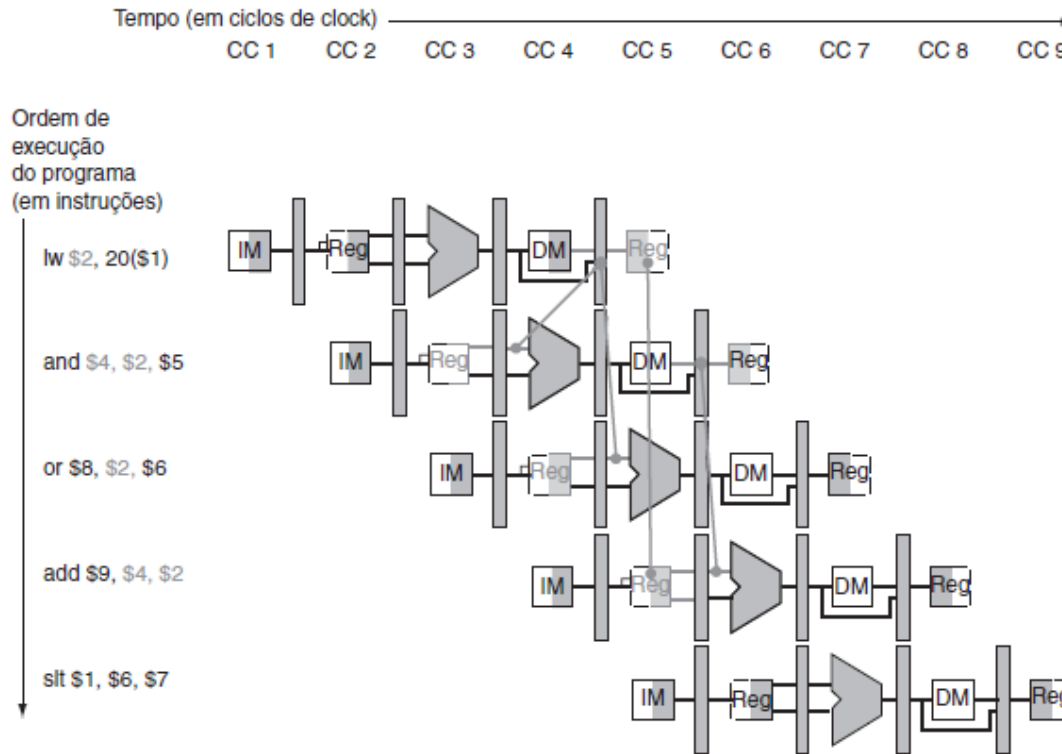 Tempo (em ciclos de clock)
CC 1 CC 2 CC 3 CC 4 CC 5 CC 6 CC 7 CC 8 CC 9
Ordem de
execução
do programa
(em instruções)
lw $2, 20($1)
IM Reg DM Reg
and $4, $2, $5
IM Reg DM Reg
or $8, $2, $6
IM Reg DM Reg
add $9, $4, $2
IM Reg DM Reg
slt $1, $6, $7
IM Reg DM Reg